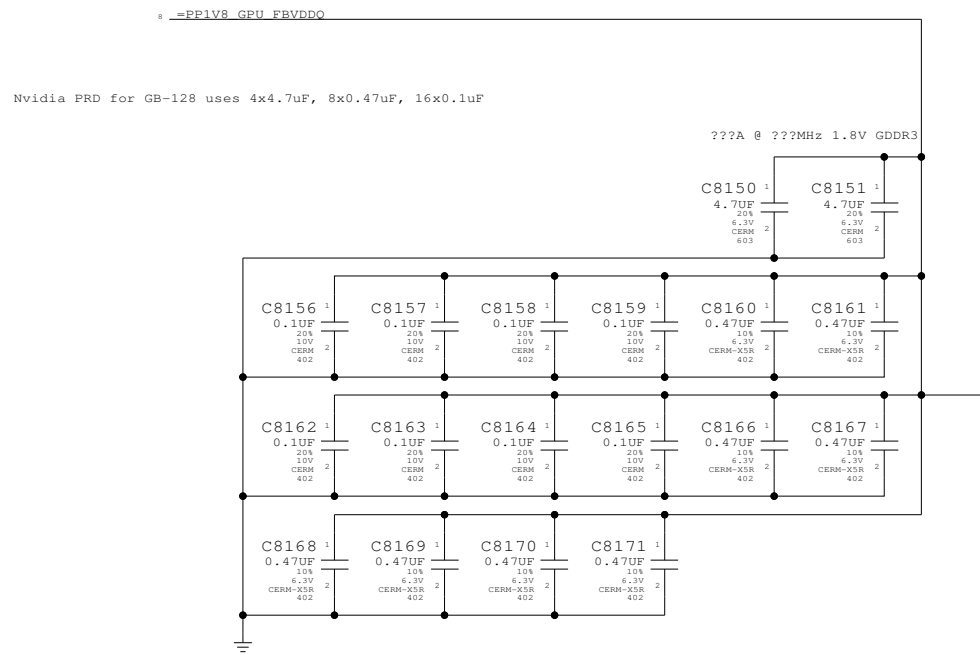 8 =PP1V8_GPU_FBVDDQ
Nvidia PRD for GB-128 uses 4x4.7uF, 8x0.47uF, 16x0.1uF
???A @ ???MHz 1.8V GDDR3
C8150 1 C8151 1
4.7UF 4.7UF
20% 20%
6.3V 6.3V
CERM 2 CERM 2
603 603
C8156 1 C8157 1 C8158 1 C8159 1 C8160 1 C8161 1
0.1UF 0.1UF 0.1UF 0.1UF 0.47UF 0.47UF
20% 20% 20% 20% 10% 10%
10V 10V 10V 10V 6.3V 6.3V
CERM 2 CERM 2 CERM 2 CERM 2 CERM-X5R 2 CERM-X5R 2
402 402 402 402 402 402
C8162 1 C8163 1 C8164 1 C8165 1 C8166 1 C8167 1
0.1UF 0.1UF 0.1UF 0.1UF 0.47UF 0.47UF
20% 20% 20% 20% 10% 10%
10V 10V 10V 10V 6.3V 6.3V
CERM 2 CERM 2 CERM 2 CERM 2 CERM-X5R 2 CERM-X5R 2
402 402 402 402 402 402
C8168 1 C8169 1 C8170 1 C8171 1
0.47UF 0.47UF 0.47UF 0.47UF
10% 10% 10% 10%
6.3V 6.3V 6.3V 6.3V
CERM-X5R 2 CERM-X5R 2 CERM-X5R 2 CERM-X5R 2
402 402 402 402